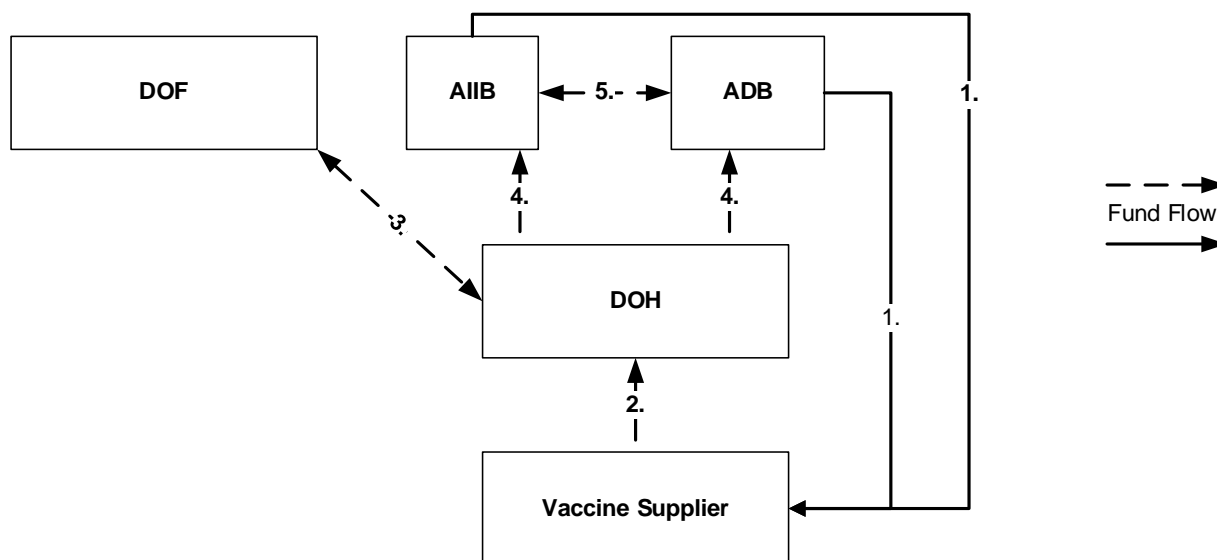 DOF
AIIB
5.-
ADB
1.
4.
4.
Fund Flow
3.
DOH
1.
2.
Vaccine Supplier